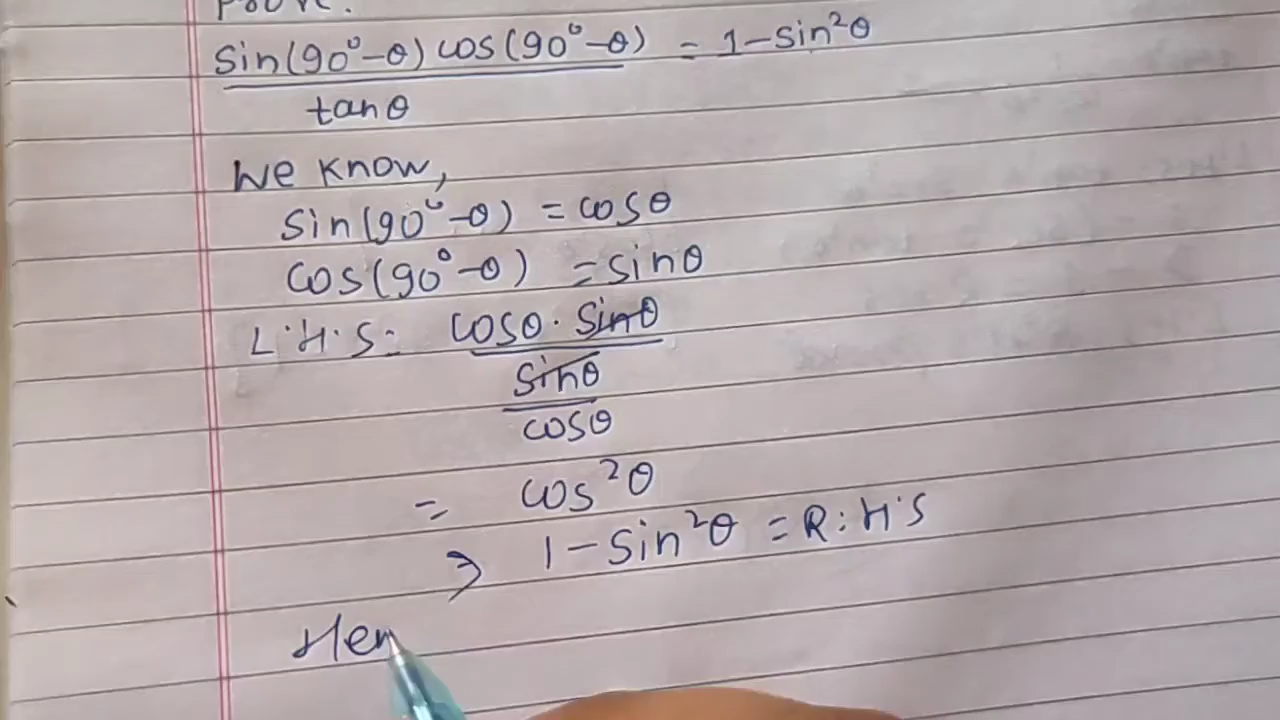 Prove:
sin(90°-θ) cos(90°-θ) = 1-sin²θ
tanθ
We know,
sin(90°-θ) = cosθ
cos(90°-θ) = sinθ
L.H.S = cosθ. sinθ
sinθ
cosθ
= cos²θ
⇒ 1-sin²θ = R.H.S
Hen